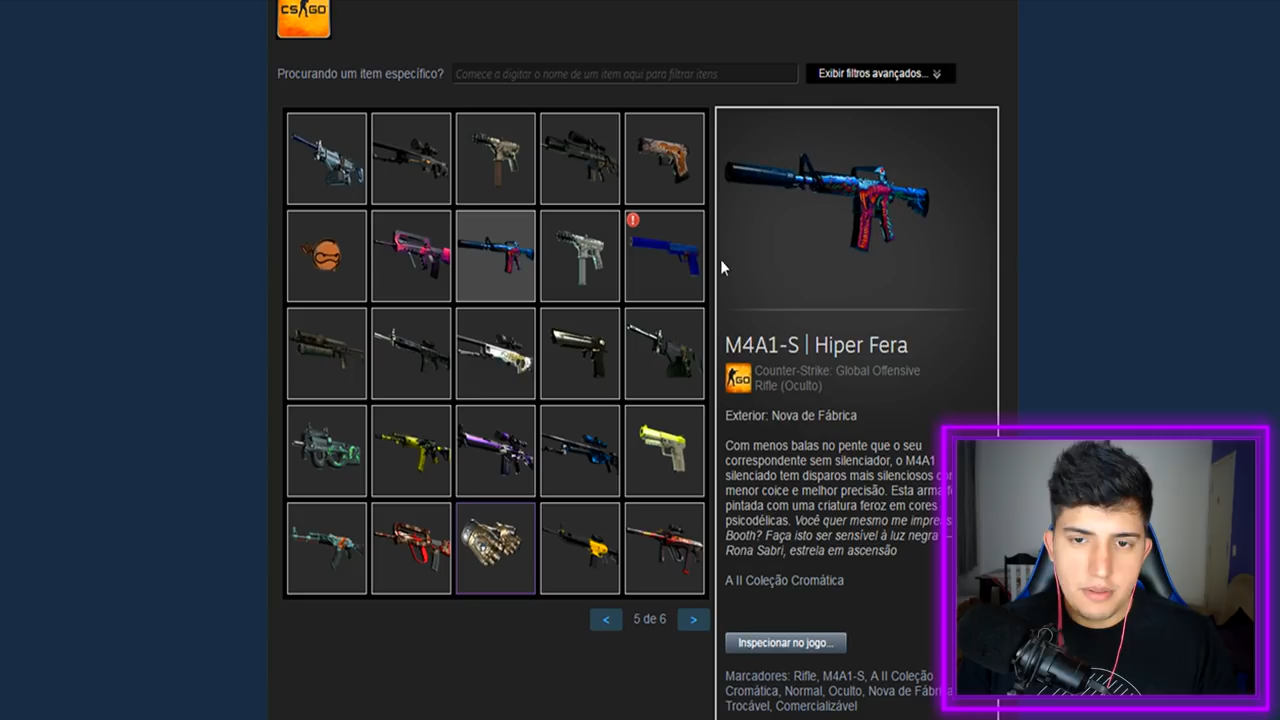 CS GO
Procurando um item específico?
Comece a digitar o nome de um item aqui para filtrar itens
Exibir filtros avançados...
M4A1-S | Hiper Fera
GO
Counter-Strike: Global Offensive
Rifle (Oculto)
Exterior: Nova de Fábrica
Com menos balas no pente que o seu
correspondente sem silenciador, o M4A1
silenciado tem disparos mais silenciosos
menor coice e melhor precisão. Esta arma
pintada com uma criatura feroz em cores
psicodélicas. Você quer mesmo me
Booth? Faça isto ser sensível à luz negra —
Rona Sabri, estrela em ascensão
A II Coleção Cromática
< 5 de 6 >
Inspecionar no jogo...
Marcadores: Rifle, M4A1-S, A II Coleção
Cromática, Normal, Oculto, Nova de
Trocável, Comercializável